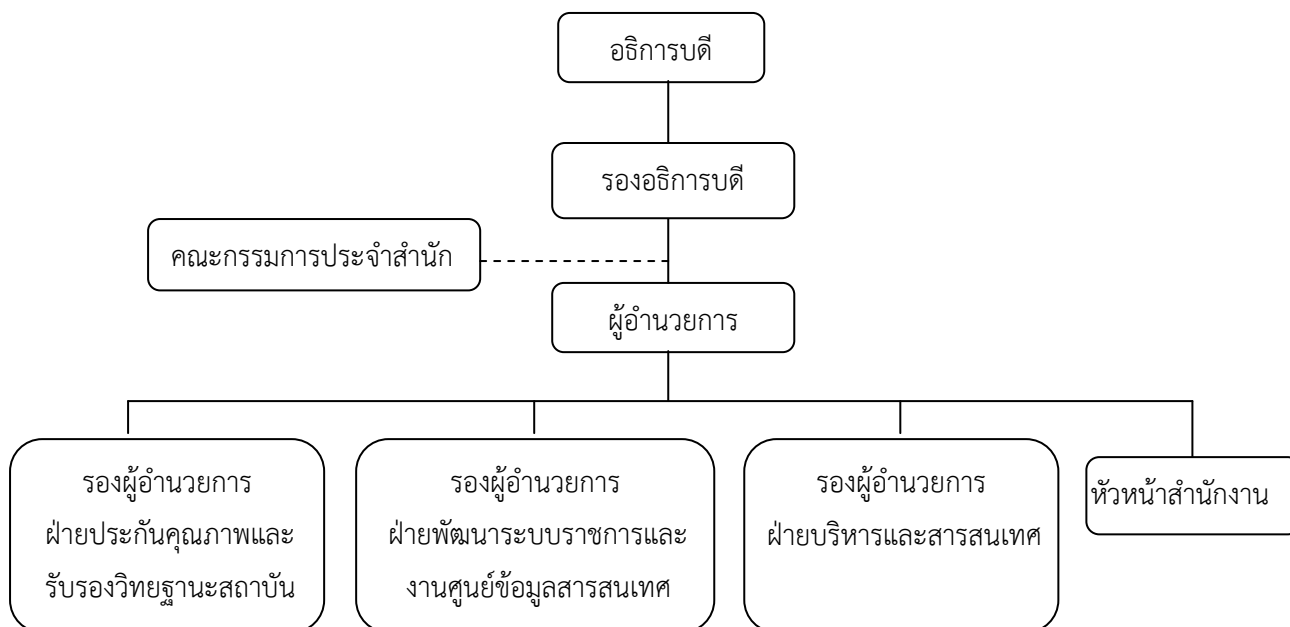 อธิการบดี
รองอธิการบดี
คณะกรรมการประจำสำนัก
ผู้อำนวยการ
รองผู้อำนวยการ
ฝ่ายประกันคุณภาพและ
รับรองวิทยฐานะสถาบัน
รองผู้อำนวยการ
ฝ่ายพัฒนาระบบราชการและ
งานศูนย์ข้อมูลสารสนเทศ
รองผู้อำนวยการ
ฝ่ายบริหารและสารสนเทศ
หัวหน้าสำนักงาน